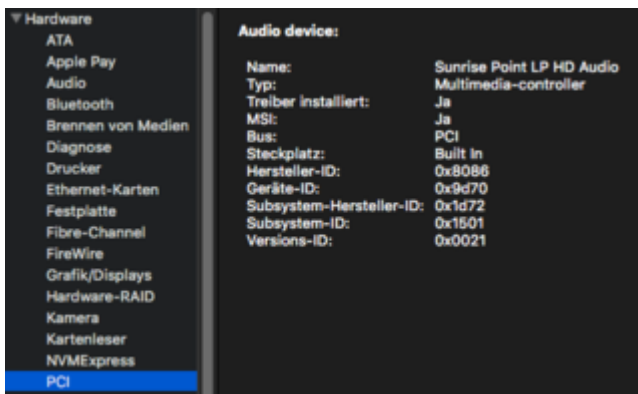 Hardware
ATA
Apple Pay
Audio
Bluetooth
Brennen von Medien
Diagnose
Drucker
Ethernet-Karten
Festplatte
Fibre-Channel
FireWire
Grafik/Displays
Hardware-RAID
Kamera
Kartenleser
NVMExpress
PCI
Audio device:
Name: Sunrise Point LP HD Audio
Typ: Multimedia-controller
Treiber installiert: Ja
MSI: Ja
Bus: PCI
Steckplatz: Built In
Hersteller-ID: 0x8086
Geräte-ID: 0x9d70
Subsystem-Hersteller-ID: 0x1d72
Subsystem-ID: 0x1501
Versions-ID: 0x0021